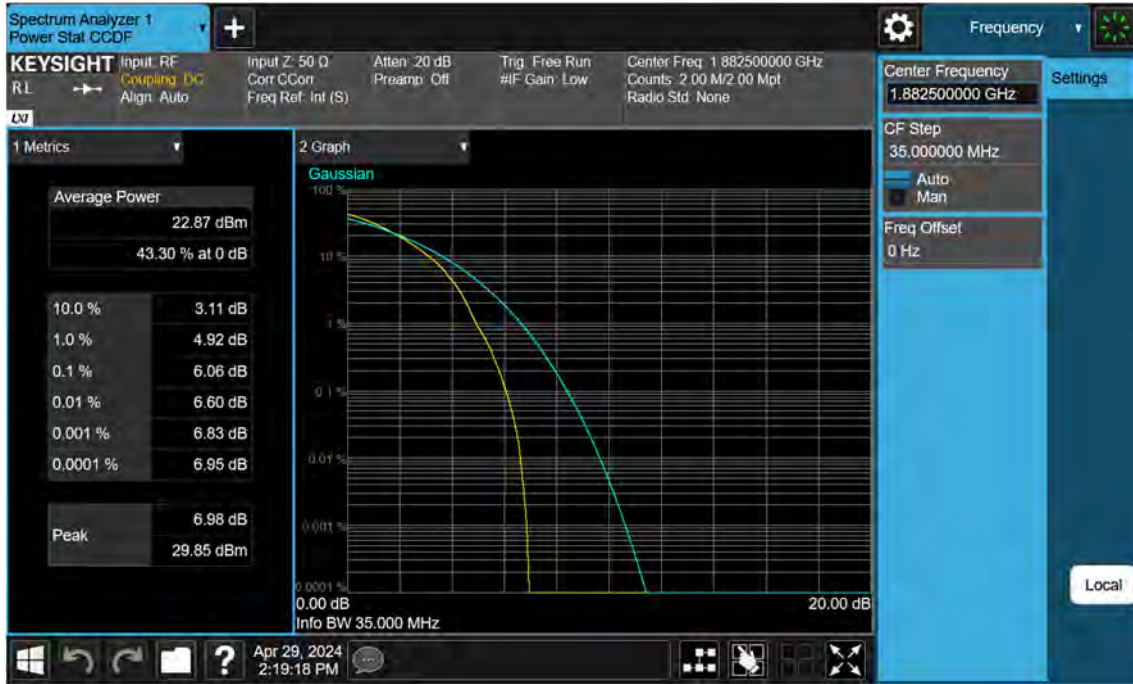 Spectrum Analyzer 1
Power Stat CCDF
Frequency
KEYSIGHT
RL
LXI
Input: RF
Coupling: DC
Align: Auto
Input Z: 50 Ω
Corr CCorr
Freq Ref: Int (S)
Atten: 20 dB
Preamp: Off
Trig: Free Run
#IF Gain: Low
Center Freq: 1.882500000 GHz
Counts: 2.00 M/2.00 Mpt
Radio Std: None
Center Frequency
1.882500000 GHz
Settings
CF Step
35.000000 MHz
Auto
Man
Freq Offset
0 Hz
1 Metrics
Average Power
22.87 dBm
43.30 % at 0 dB
10.0 % 3.11 dB
1.0 % 4.92 dB
0.1 % 6.06 dB
0.01 % 6.60 dB
0.001 % 6.83 dB
0.0001 % 6.95 dB
Peak
6.98 dB
29.85 dBm
2 Graph
Gaussian
100 %
10 %
1 %
0.1 %
0.01 %
0.001 %
0.0001 %
0.00 dB 20.00 dB
Info BW 35.000 MHz
Local
?
Apr 29, 2024
2:19:18 PM